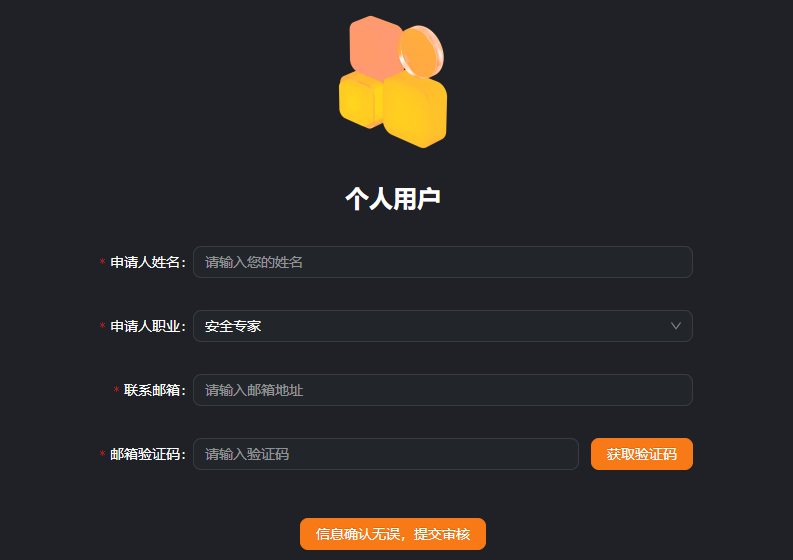 个人用户
* 申请人姓名： 请输入您的姓名
* 申请人职业： 安全专家
* 联系邮箱： 请输入邮箱地址
* 邮箱验证码： 请输入验证码 获取验证码
信息确认无误，提交审核